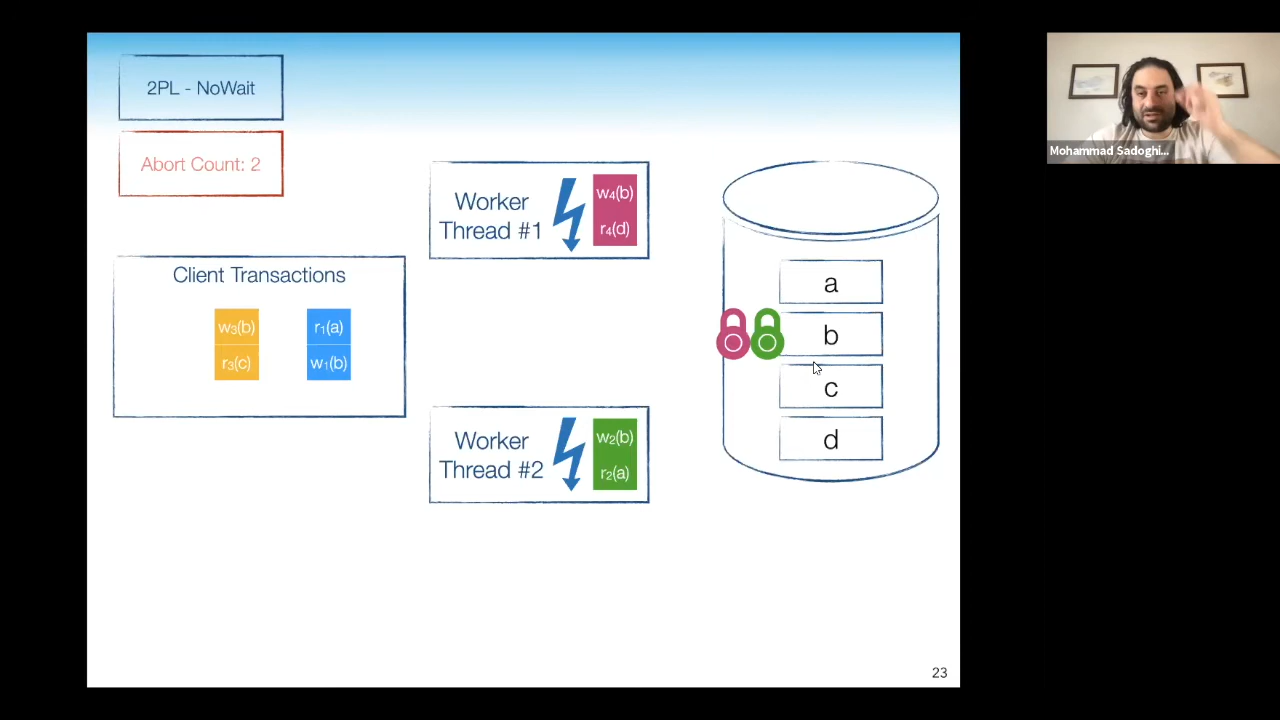 2PL - NoWait
Abort Count: 2
Client Transactions
w3(b)
r3(c)
r1(a)
w1(b)
Worker
Thread #1
w4(b)
r4(d)
Worker
Thread #2
w2(b)
r2(a)
a
b
c
d
23
Mohammad Sadoghi...